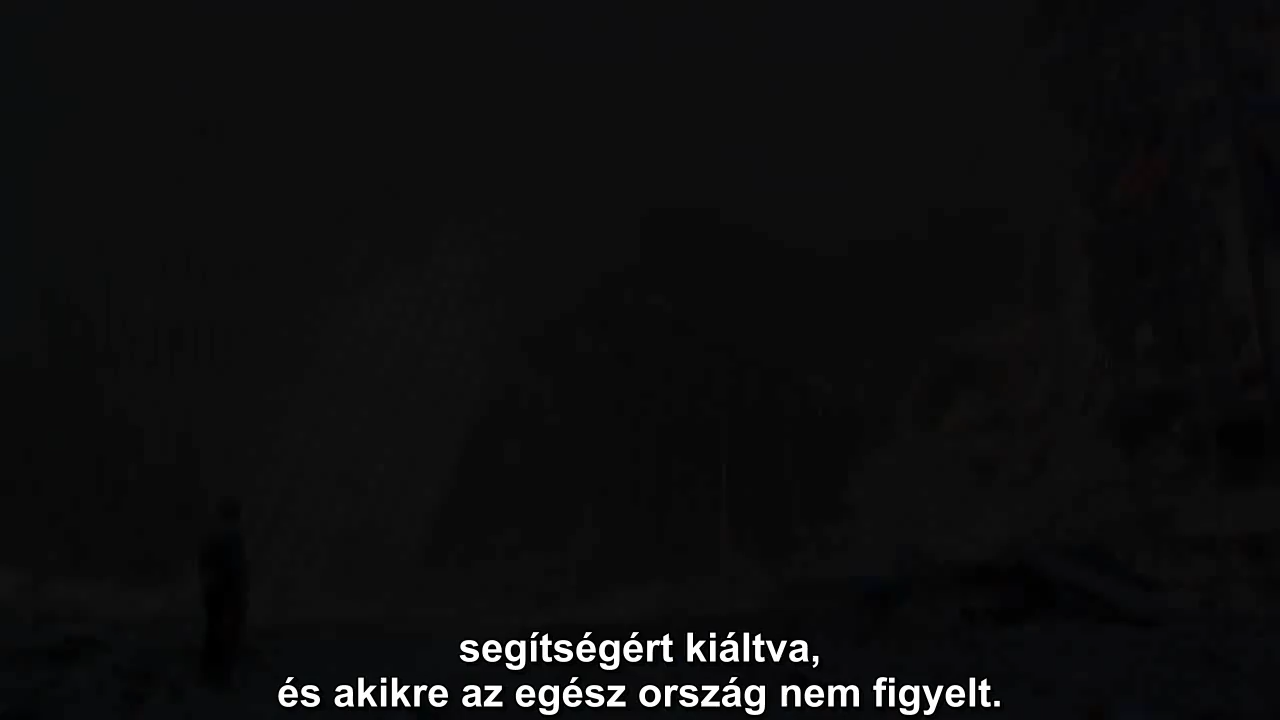 segítségért kiáltva,
és akikre az egész ország nem figyelt.